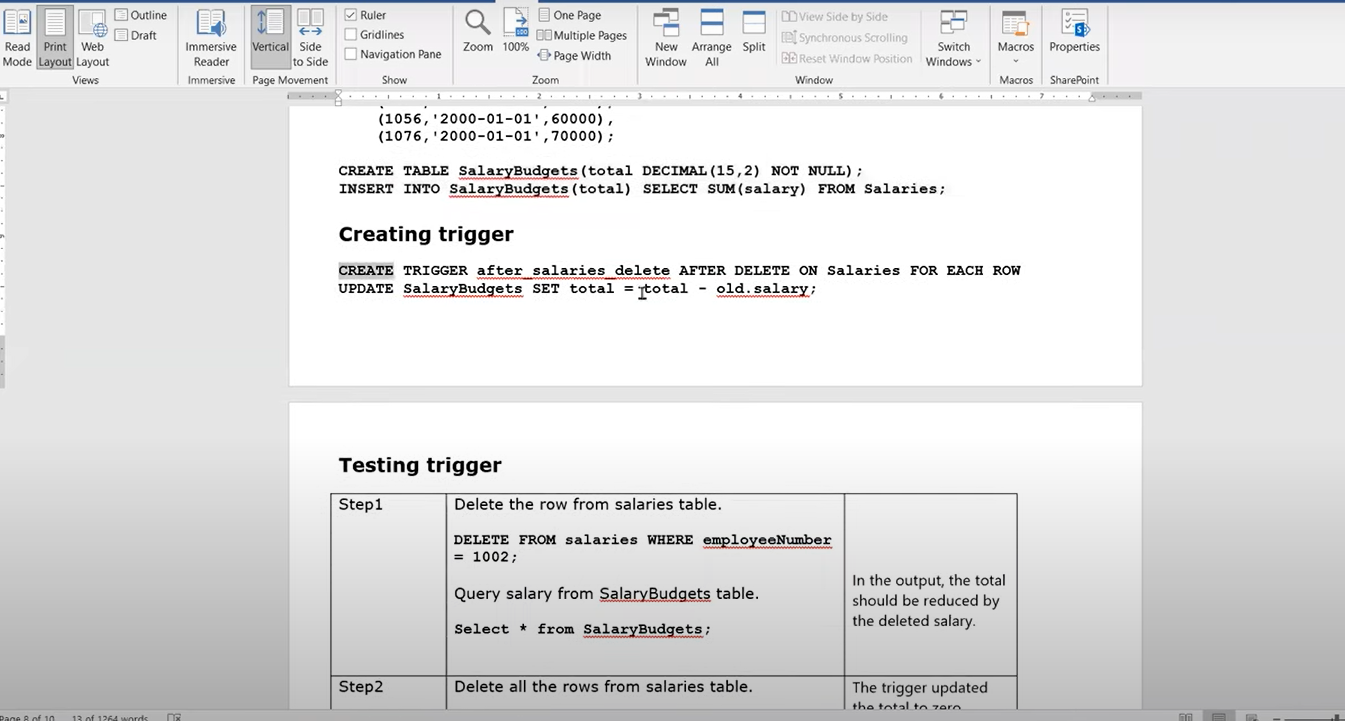 Read Mode
Print Layout
Web Layout
Outline
Draft
Views
Immersive Reader
Immersive
Vertical
Side to Side
Page Movement
Ruler
Gridlines
Navigation Pane
Show
Zoom
100%
One Page
Multiple Pages
Page Width
Zoom
New Window
Arrange All
Split
View Side by Side
Synchronous Scrolling
Reset Window Position
Window
Switch Windows
Macros
Macros
Properties
SharePoint
1 2 3 4 5 6 7
(1056,'2000-01-01',60000),
(1076,'2000-01-01',70000);
CREATE TABLE SalaryBudgets(total DECIMAL(15,2) NOT NULL);
INSERT INTO SalaryBudgets(total) SELECT SUM(salary) FROM Salaries;
Creating trigger
CREATE TRIGGER after_salaries_delete AFTER DELETE ON Salaries FOR EACH ROW
UPDATE SalaryBudgets SET total = total - old.salary;
Testing trigger
Step1
Delete the row from salaries table.
DELETE FROM salaries WHERE employeeNumber
= 1002;
Query salary from SalaryBudgets table.
Select * from SalaryBudgets;
In the output, the total
should be reduced by
the deleted salary.
Step2
Delete all the rows from salaries table.
The trigger updated
the total to zero
Page 8 of 10 13 of 1264 words